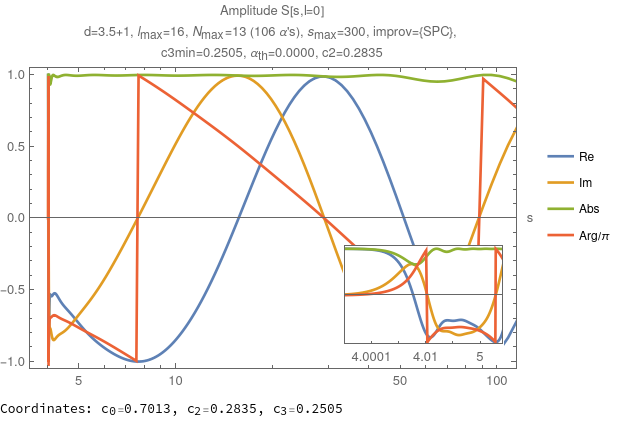 Amplitude S[s,l=0]
d=3.5+1, lmax=16, Nmax=13 (106 α's), smax=300, improv={SPC},
c3min=0.2505, αth=0.0000, c2=0.2835
1.0
0.5
0.0
−0.5
−1.0
5
10
50
100
s
4.0001
4.01
5
Re
Im
Abs
Arg/π
Coordinates: c₀=0.7013, c₂=0.2835, c₃=0.2505